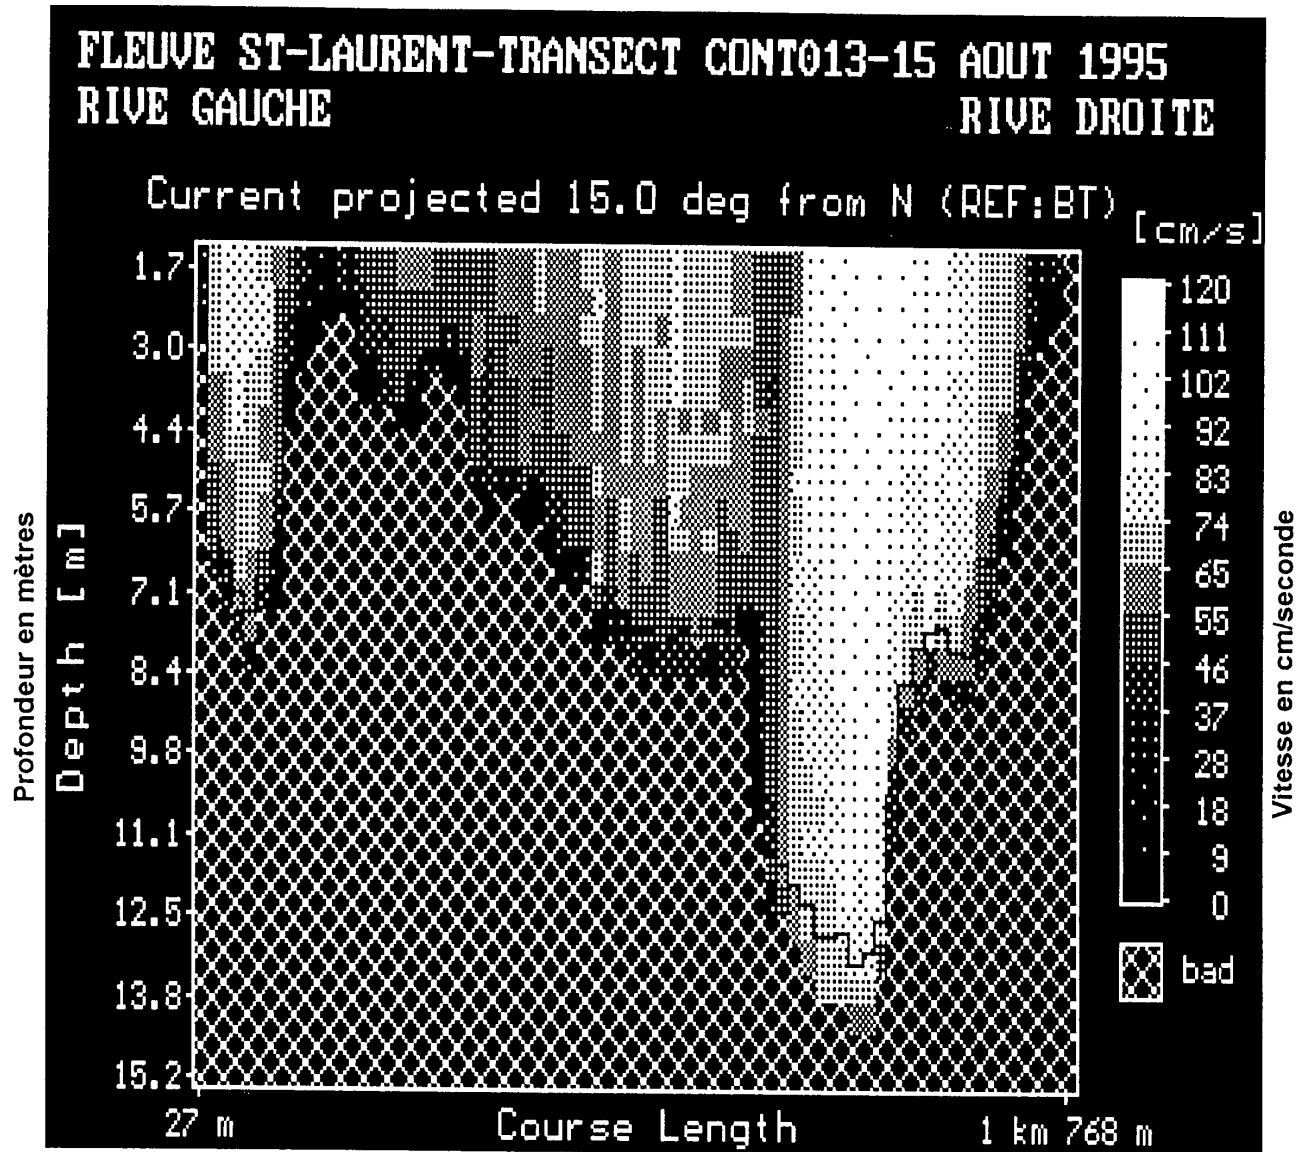 FLEUVE ST-LAURENT-TRANSECT CONT013-15 AOUT 1995
RIVE GAUCHE RIVE DROITE
Current projected 15.0 deg from N (REF:BT)
[cm/s]
1.7
3.0
4.4
5.7
7.1
8.4
9.8
11.1
12.5
13.8
15.2
Profondeur en mètres
Depth [m]
120
111
102
92
83
74
65
55
46
37
28
18
9
0
bad
Vitesse en cm/seconde
27 m Course Length 1 km 768 m